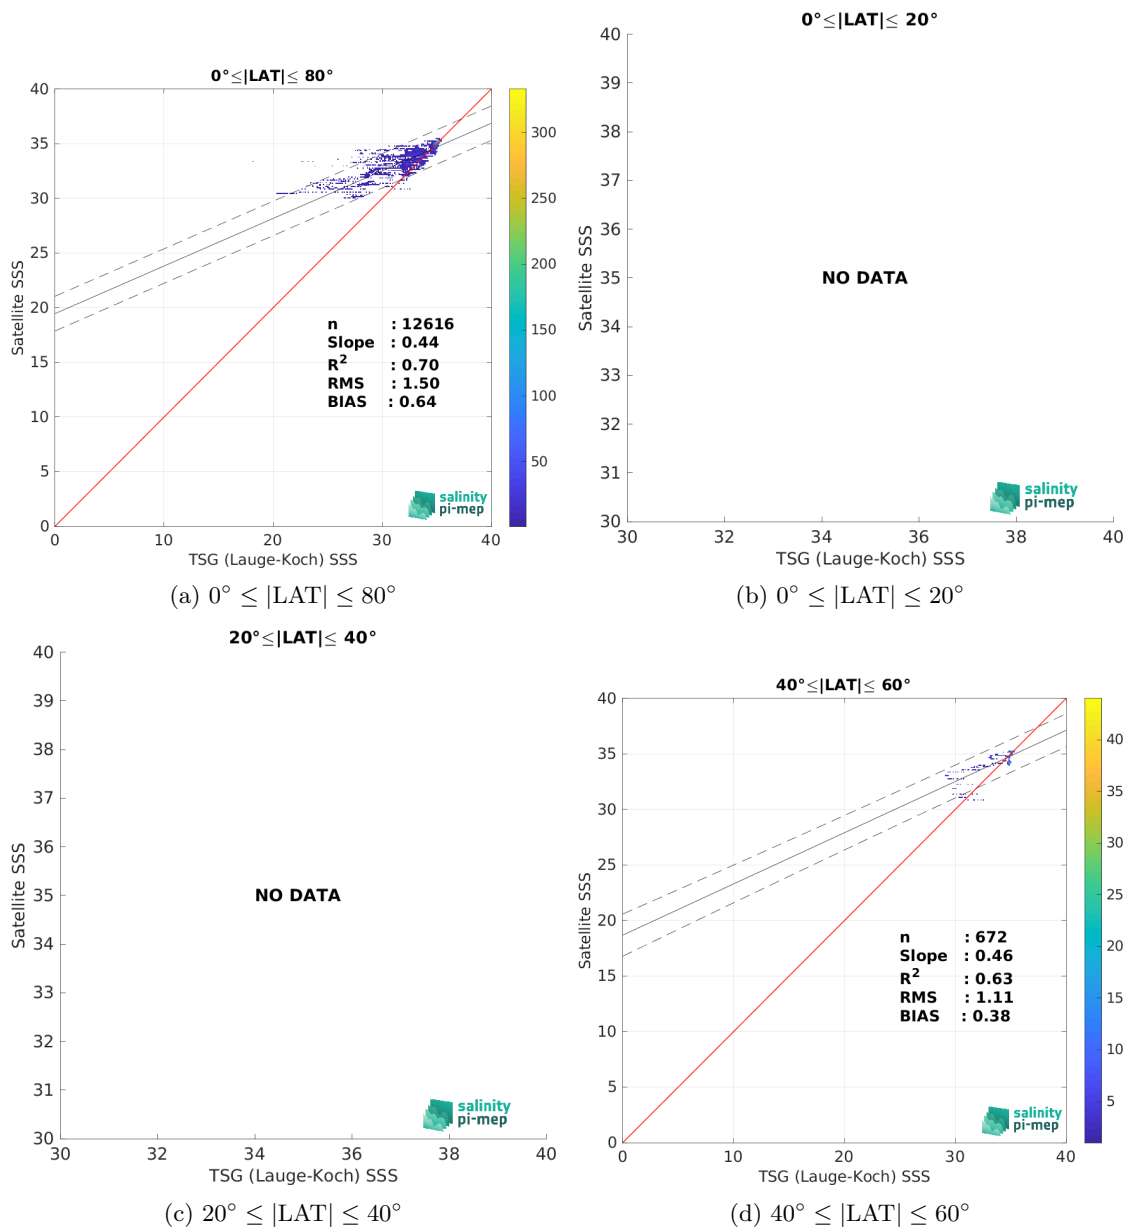 0°≤|LAT|≤ 80°
40
35
30
25
20
15
10
5
0
Satellite SSS
0
10
20
30
40
TSG (Lauge-Koch) SSS
300
250
200
150
100
50
n : 12616
Slope : 0.44
R² : 0.70
RMS : 1.50
BIAS : 0.64
salinity
pi-mep
(a) 0° ≤ |LAT| ≤ 80°
0°≤|LAT|≤ 20°
40
39
38
37
36
35
34
33
32
31
30
Satellite SSS
NO DATA
salinity
pi-mep
30
32
34
36
38
40
TSG (Lauge-Koch) SSS
(b) 0° ≤ |LAT| ≤ 20°
20°≤|LAT|≤ 40°
40
39
38
37
36
35
34
33
32
31
30
Satellite SSS
NO DATA
salinity
pi-mep
30
32
34
36
38
40
TSG (Lauge-Koch) SSS
(c) 20° ≤ |LAT| ≤ 40°
40°≤|LAT|≤ 60°
40
35
30
25
20
15
10
5
0
Satellite SSS
0
10
20
30
40
TSG (Lauge-Koch) SSS
40
35
30
25
20
15
10
5
n : 672
Slope : 0.46
R² : 0.63
RMS : 1.11
BIAS : 0.38
salinity
pi-mep
(d) 40° ≤ |LAT| ≤ 60°